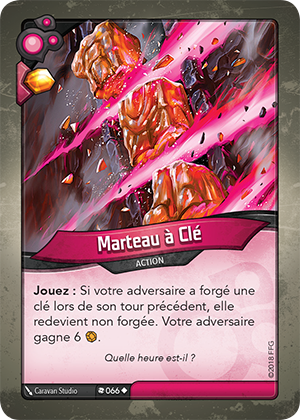 Marteau à Clé
ACTION
Jouez : Si votre adversaire a forgé une
clé lors de son tour précédent, elle
redevient non forgée. Votre adversaire
gagne 6 .
Quelle heure est-il ?
©2018 FFG
Caravan Studio
066